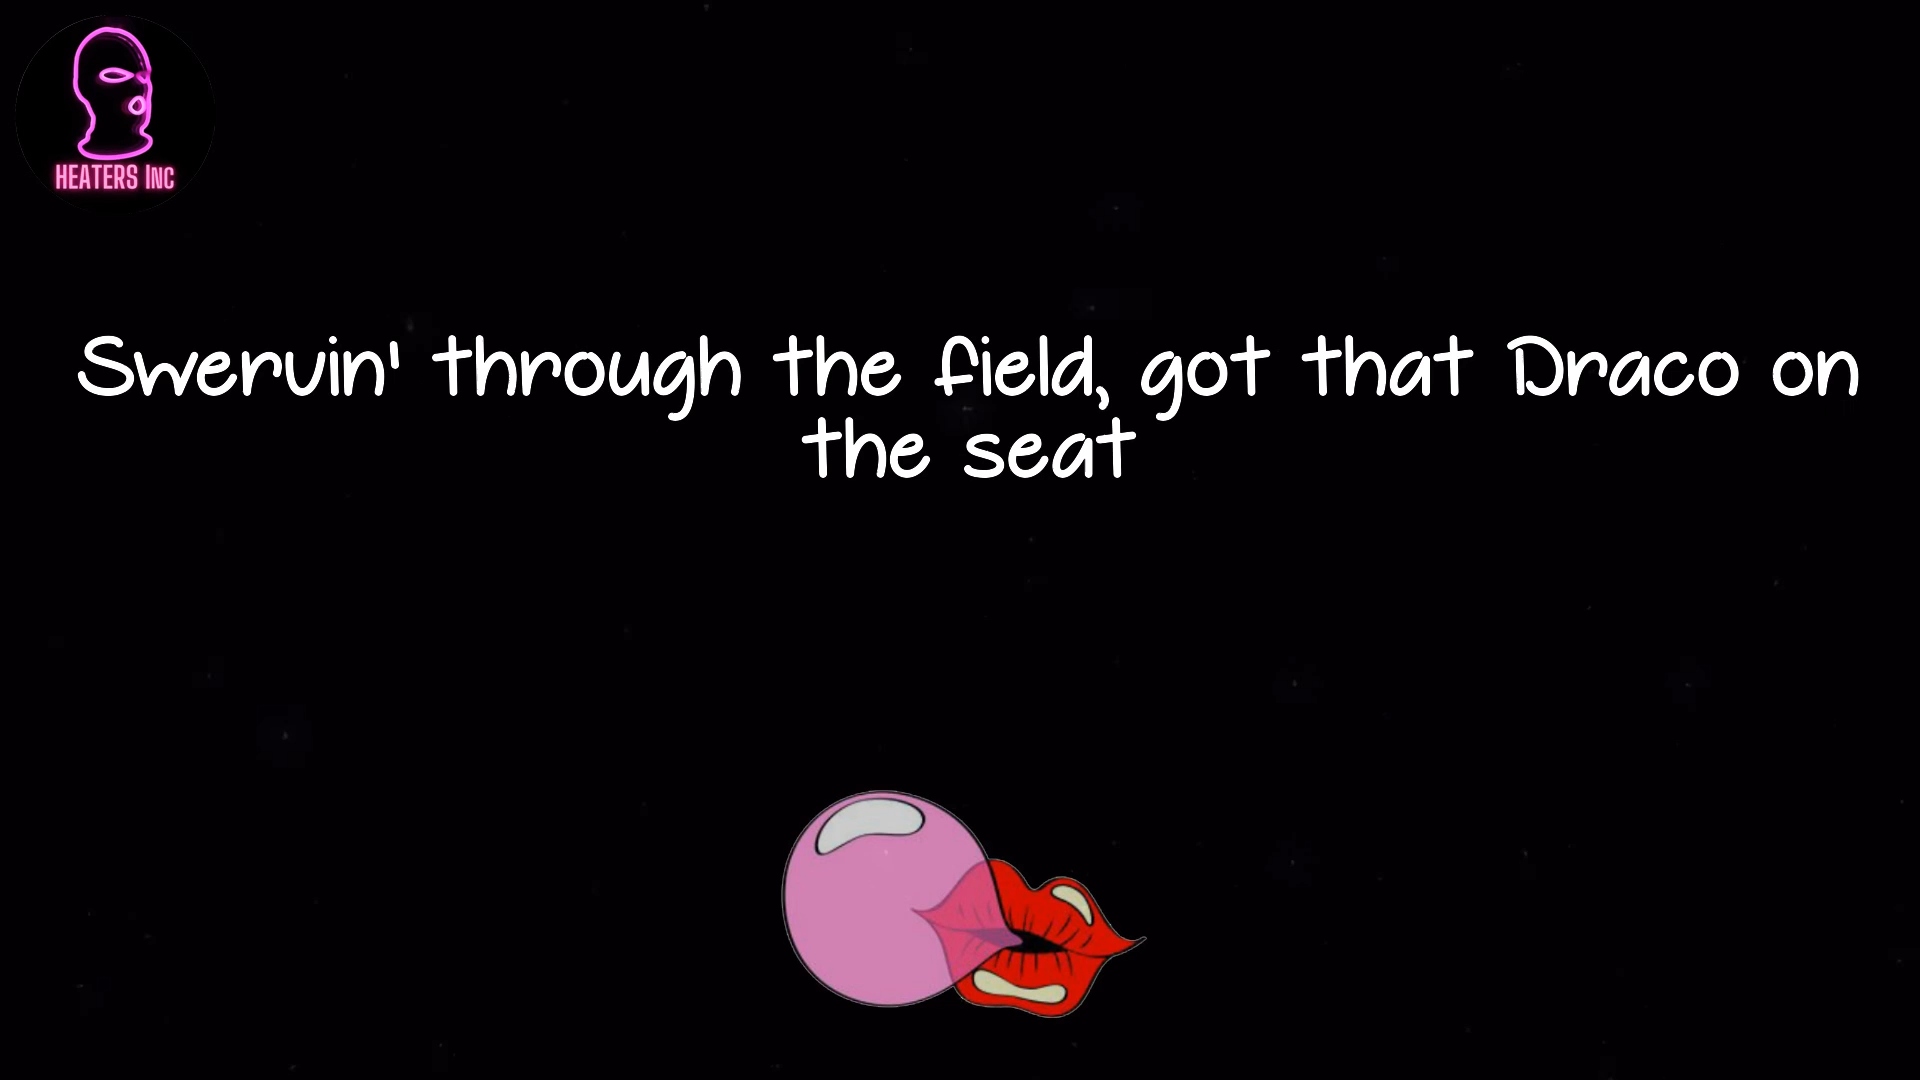 HEATERS INC
Swervin' through the field, got that Draco on
the seat